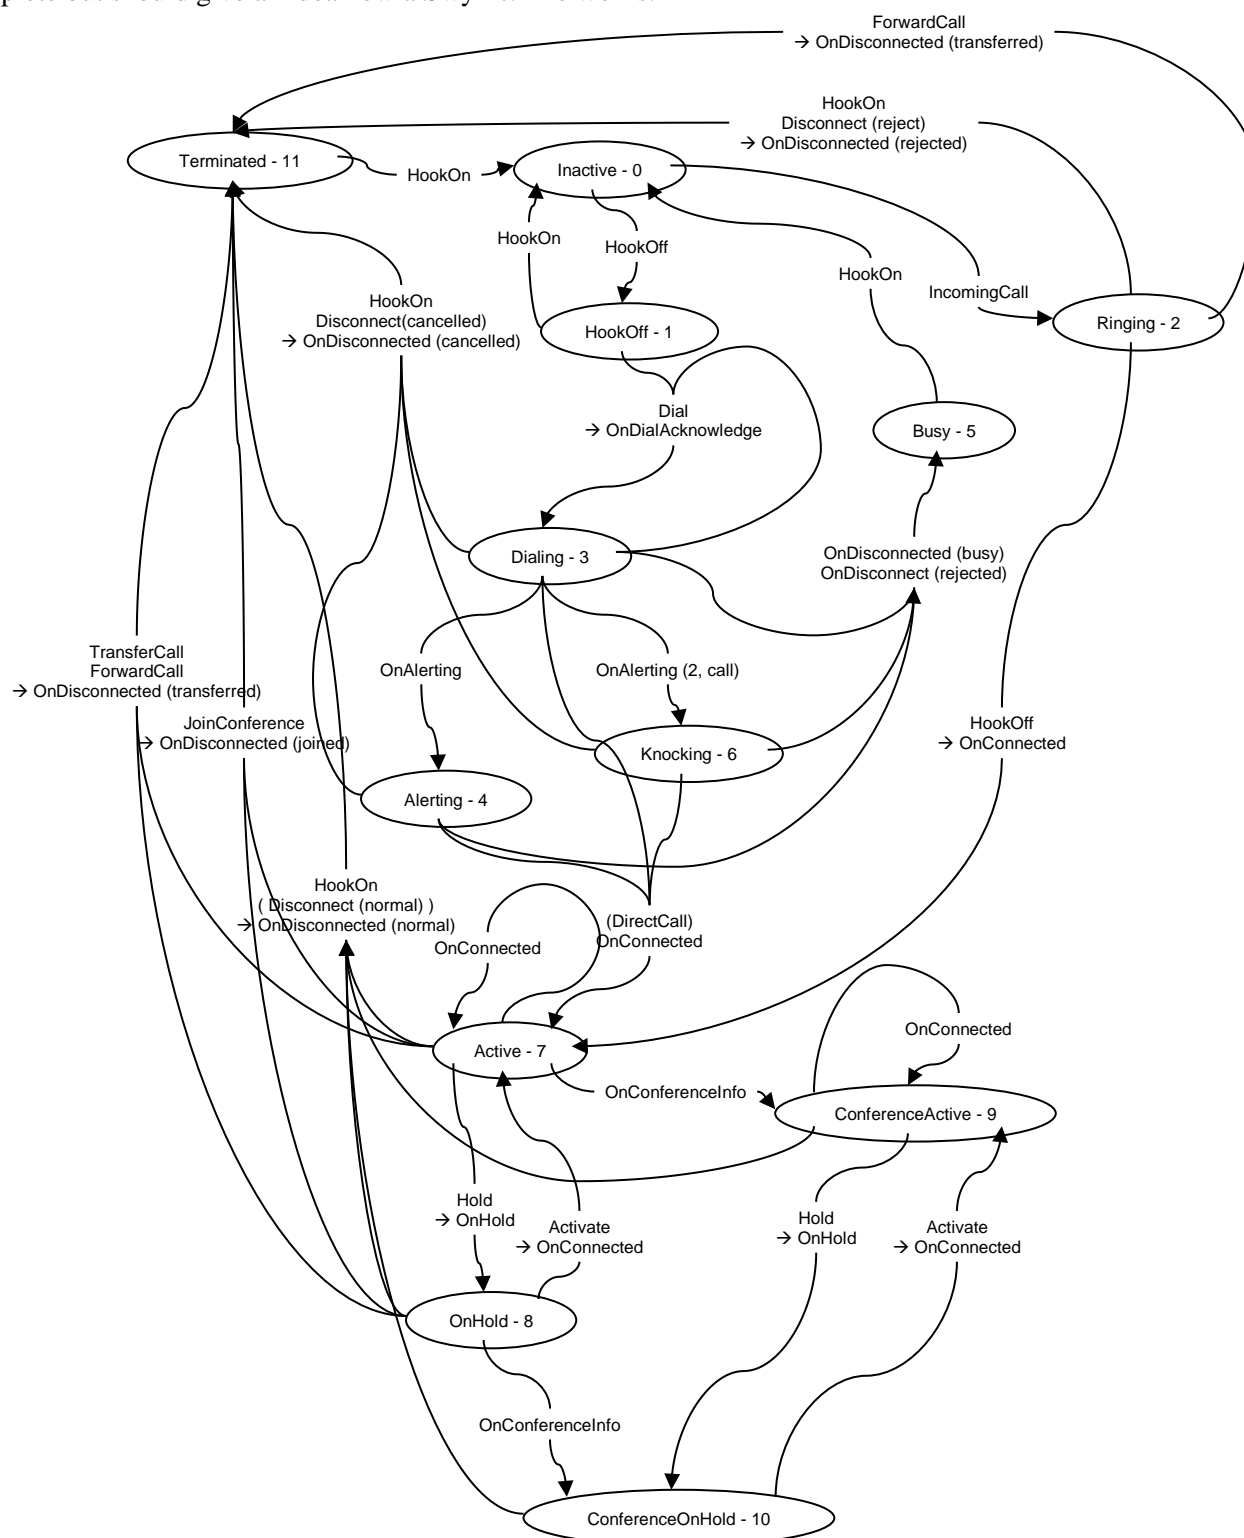 ForwardCall
→ OnDisconnected (transferred)
HookOn
Disconnect (reject)
→ OnDisconnected (rejected)
Terminated - 11
HookOn
Inactive - 0
HookOn
HookOff
HookOn
IncomingCall
HookOn
Disconnect(cancelled)
→ OnDisconnected (cancelled)
HookOff - 1
Ringing - 2
Dial
→ OnDialAcknowledge
Busy - 5
Dialing - 3
OnDisconnected (busy)
OnDisconnect (rejected)
TransferCall
ForwardCall
→ OnDisconnected (transferred)
OnAlerting
OnAlerting (2, call)
JoinConference
→ OnDisconnected (joined)
HookOff
→ OnConnected
Knocking - 6
Alerting - 4
HookOn
( Disconnect (normal) )
→ OnDisconnected (normal)
OnConnected
(DirectCall)
OnConnected
OnConnected
Active - 7
OnConferenceInfo
ConferenceActive - 9
Hold
→ OnHold
Activate
→ OnConnected
Hold
→ OnHold
Activate
→ OnConnected
OnHold - 8
OnConferenceInfo
ConferenceOnHold - 10